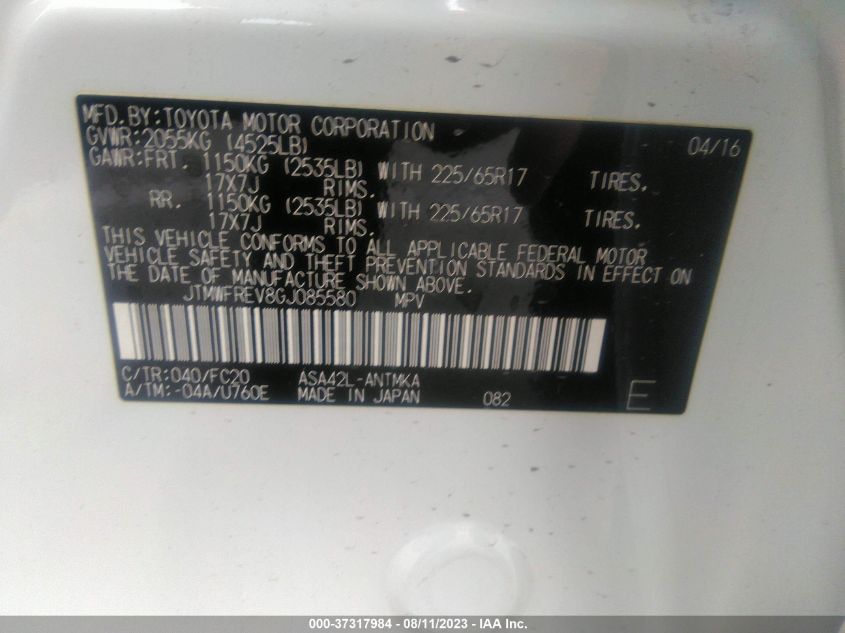 MFD.BY:TOYOTA MOTOR CORPORATION 04/16
GVWR:2055KG (4525LB)
GAWR:FRT. 1150KG (2535LB) WITH 225/65R17 TIRES.
17X7J RIMS.
RR. 1150KG (2535LB) WITH 225/65R17 TIRES.
17X7J RIMS.
THIS VEHICLE CONFORMS TO ALL APPLICABLE FEDERAL MOTOR
VEHICLE SAFETY AND THEFT PREVENTION STANDARDS IN EFFECT ON
THE DATE OF MANUFACTURE SHOWN ABOVE.
JTMWFREV8GJ085580 MPV
C/TR:040/FC20 ASA42L-ANTMKA
A/TM:-04A/U760E MADE IN JAPAN 082 E
000-37317984 - 08/11/2023 - IAA Inc.